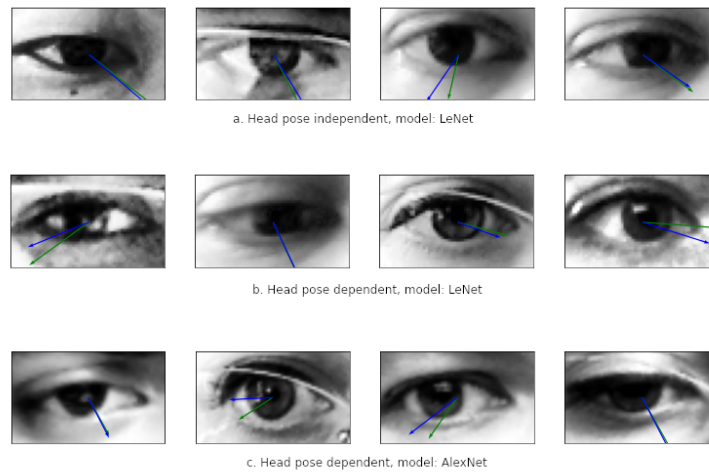 a. Head pose independent, model: LeNet
b. Head pose dependent, model: LeNet
c. Head pose dependent, model: AlexNet